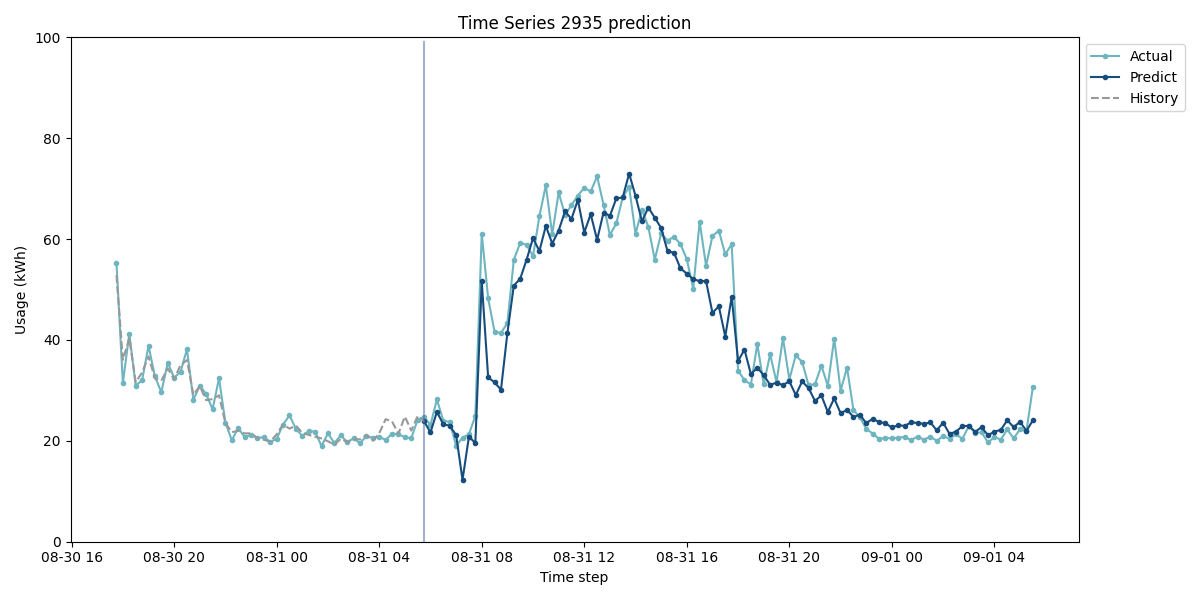 Time Series 2935 prediction
100
80
60
40
20
0
Usage (kWh)
08-30 16
08-30 20
08-31 00
08-31 04
08-31 08
08-31 12
08-31 16
08-31 20
09-01 00
09-01 04
Time step
Actual
Predict
History